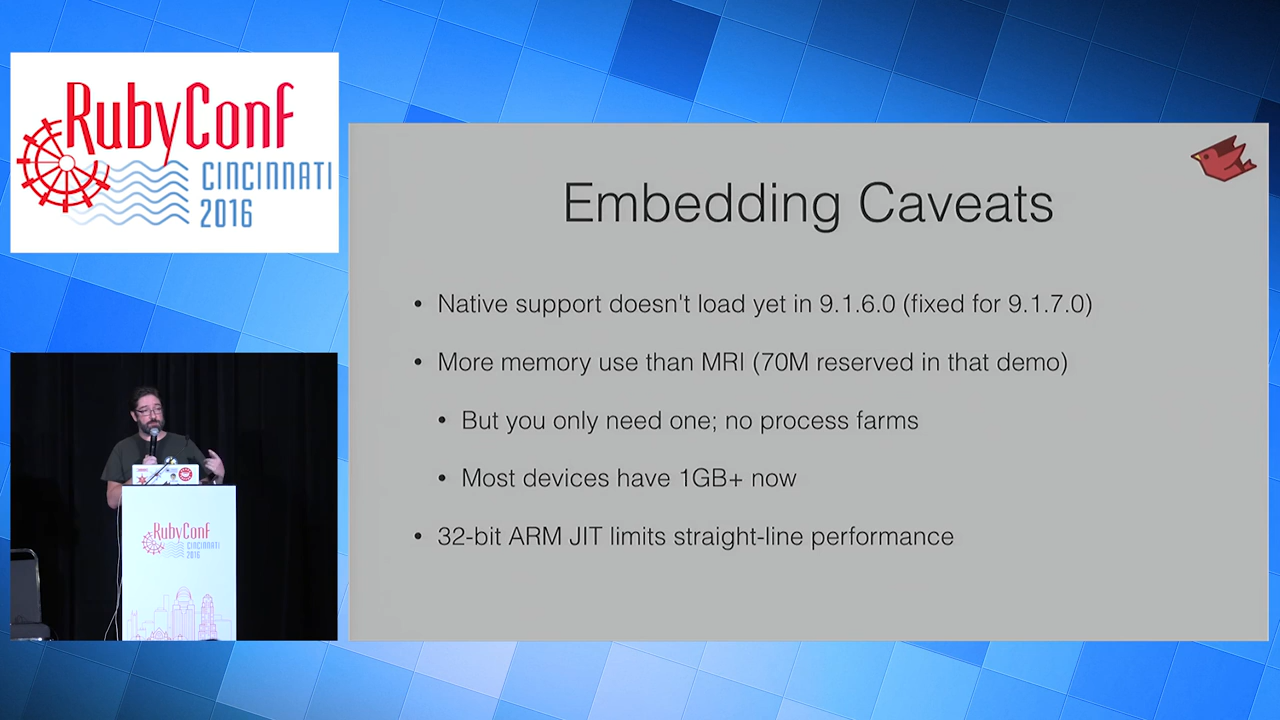 RubyConf
CINCINNATI
2016
Embedding Caveats
• Native support doesn't load yet in 9.1.6.0 (fixed for 9.1.7.0)
• More memory use than MRI (70M reserved in that demo)
• But you only need one; no process farms
• Most devices have 1GB+ now
• 32-bit ARM JIT limits straight-line performance
RubyConf
CINCINNATI
2016